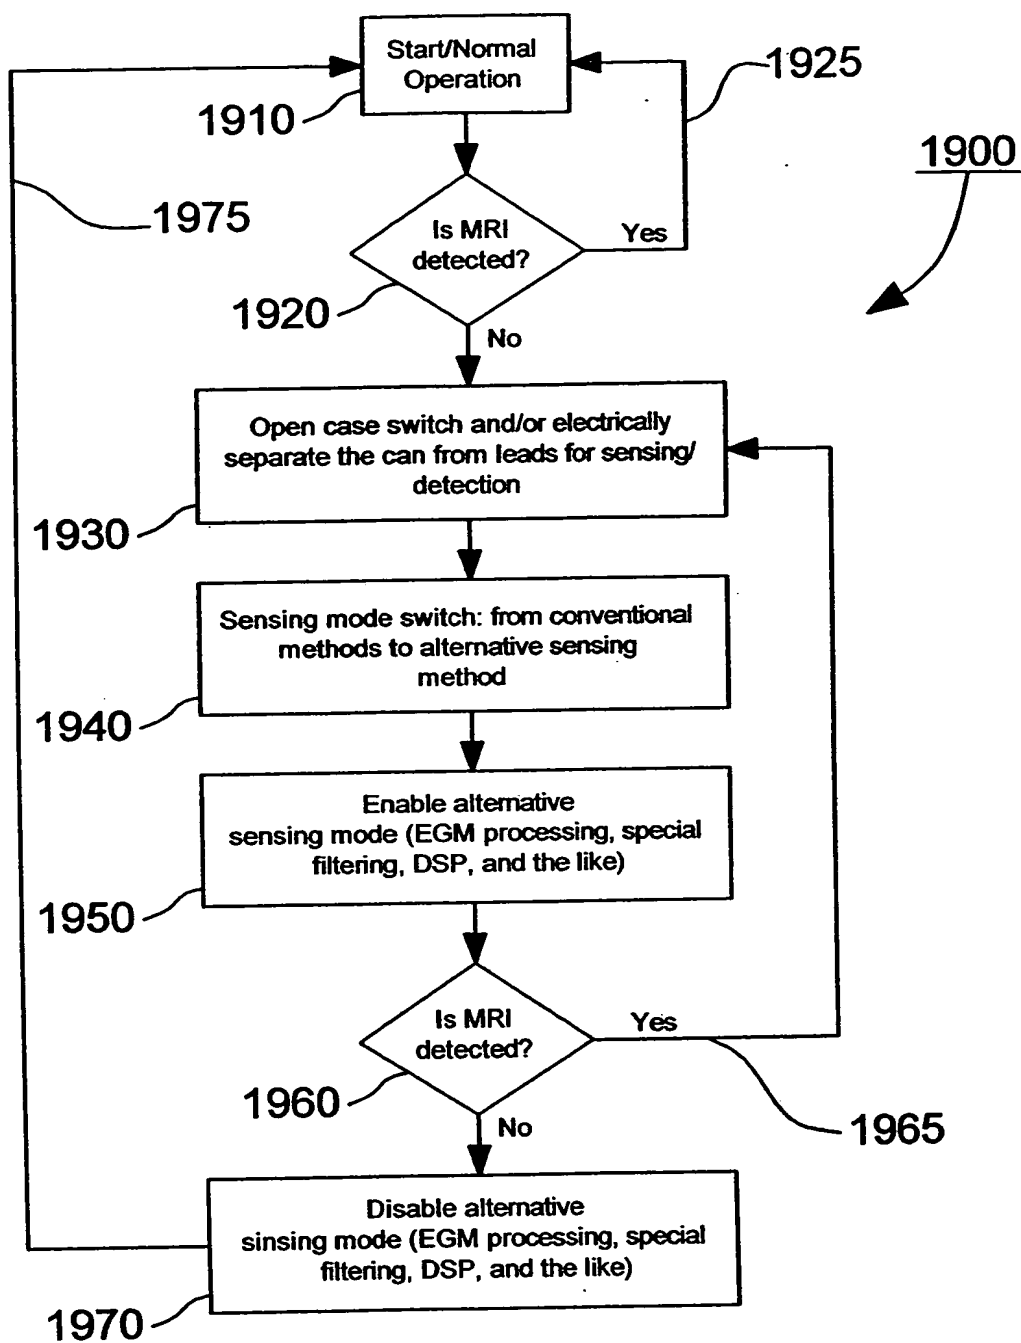 Start/Normal
Operation
1910
1925
1900
1975
Is MRI
detected?
Yes
1920
No
Open case switch and/or electrically
separate the can from leads for sensing/
detection
1930
Sensing mode switch: from conventional
methods to alternative sensing
method
1940
Enable alternative
sensing mode (EGM processing, special
filtering, DSP, and the like)
1950
Is MRI
detected?
Yes
1960
1965
No
Disable alternative
sinsing mode (EGM processing, special
filtering, DSP, and the like)
1970